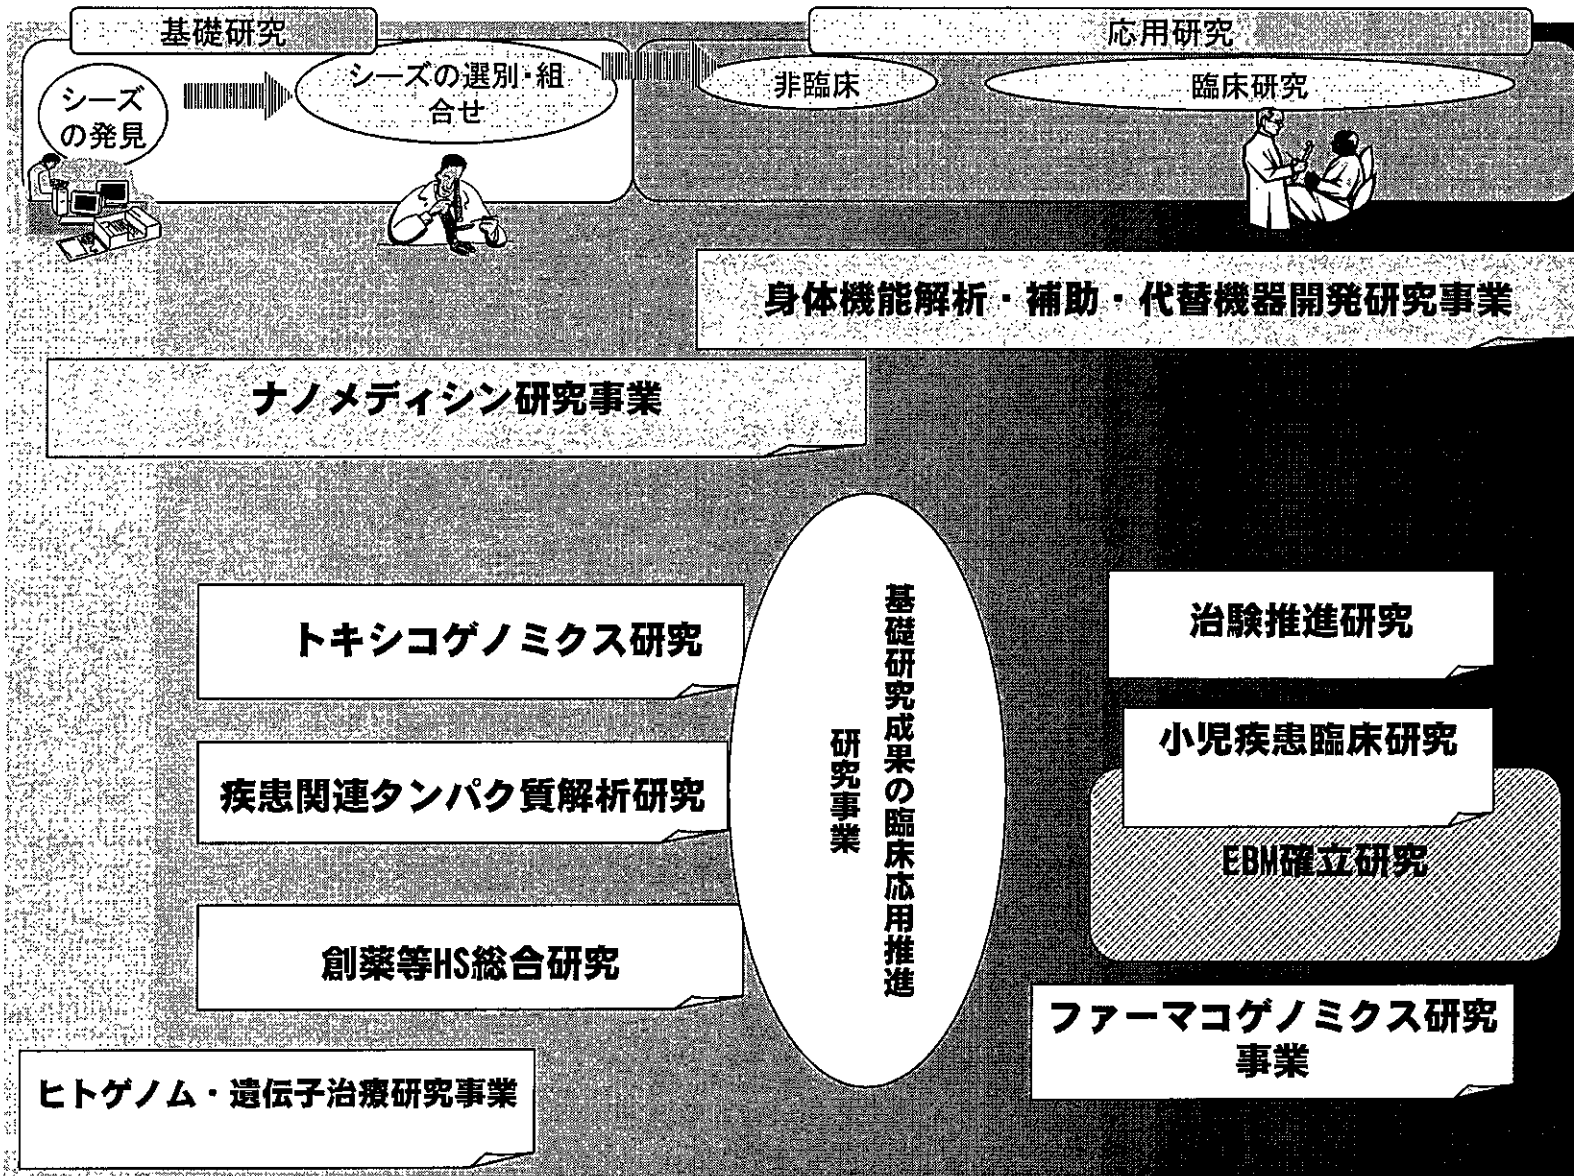 基礎研究
応用研究
シーズ
の発見
シーズの選別・組
合せ
非臨床
臨床研究
身体機能解析・補助・代替機器開発研究事業
ナノメディシン研究事業
トキシコゲノミクス研究
疾患関連タンパク質解析研究
創薬等HS総合研究
ヒトゲノム・遺伝子治療研究事業
基礎研究成果の臨床応用推進
研究事業
治験推進研究
小児疾患臨床研究
EBM確立研究
ファーマコゲノミクス研究
事業